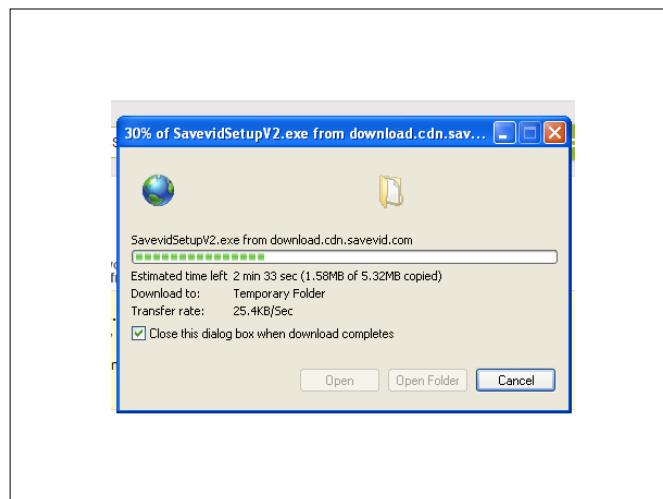 30% of SavevidSetupV2.exe from download.cdn.sav...
SavevidSetupV2.exe from download.cdn.savevid.com
Estimated time left 2 min 33 sec (1.58MB of 5.32MB copied)
Download to: Temporary Folder
Transfer rate: 25.4KB/Sec
Close this dialog box when download completes
Open Open Folder Cancel